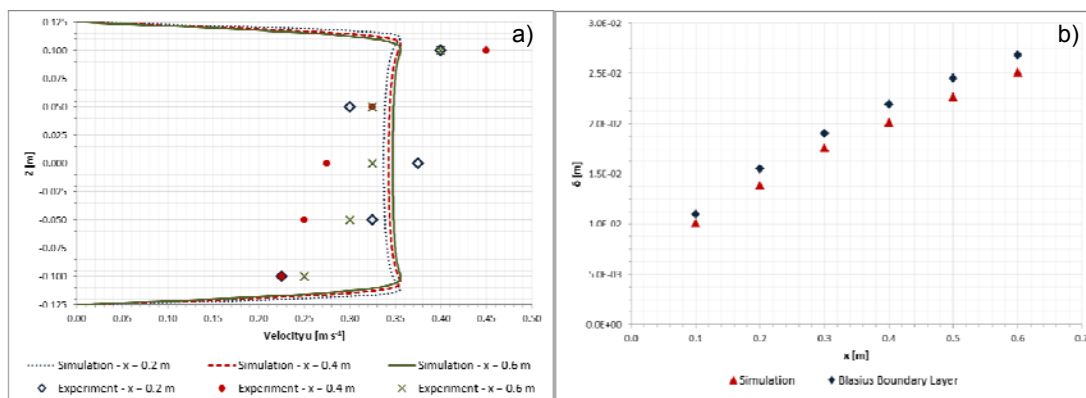 a)
0.125
0.100
0.050
0.025
0.000
-0.025
-0.050
-0.075
-0.100
-0.125
Z [m]
0.00 0.05 0.10 0.15 0.20 0.25 0.30 0.35 0.40 0.45 0.50
Velocity u [m s-1]
Simulation - x – 0.2 m Simulation - x – 0.4 m Simulation - x – 0.6 m
Experiment - x – 0.2 m Experiment - x – 0.4 m Experiment - x – 0.6 m
b)
3.0E-02
2.5E-02
2.0E-02
1.5E-02
1.0E-02
5.0E-03
0.0E+00
δ [m]
0 0.1 0.2 0.3 0.4 0.5 0.6 0.7
x [m]
Simulation Blasius Boundary Layer